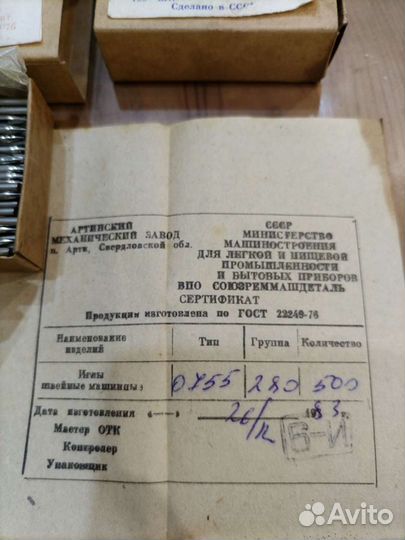 Сделано в СССР
АРТИНСКИЙ
МЕХАНИЧЕСКИЙ ЗАВОД
п. Арти, Свердловской обл.
СССР
МИНИСТЕРСТВО
МАШИНОСТРОЕНИЯ
ДЛЯ ЛЕГКОЙ И ПИЩЕВОЙ
ПРОМЫШЛЕННОСТИ
И БЫТОВЫХ ПРИБОРОВ
ВПО СОЮЗРЕММАШДЕТАЛЬ
СЕРТИФИКАТ
Продукция изготовлена по ГОСТ 22249-76
Наименование изделий Тип Группа Количество
Иглы швейные машинные 0755 280 500
Дата изготовления «—» 26/12 1983 г.
Мастер ОТК
Контролер
Упаковщик
Б-И
Avito